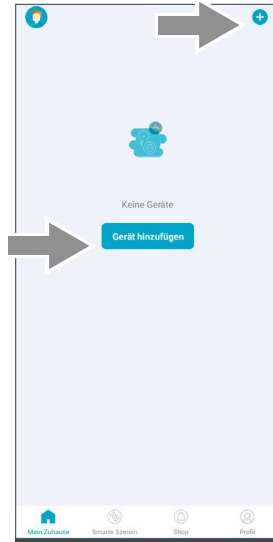 Keine Geräte
Gerät hinzufügen
Mein Zuhause
Smarte Szenen
Shop
Profil